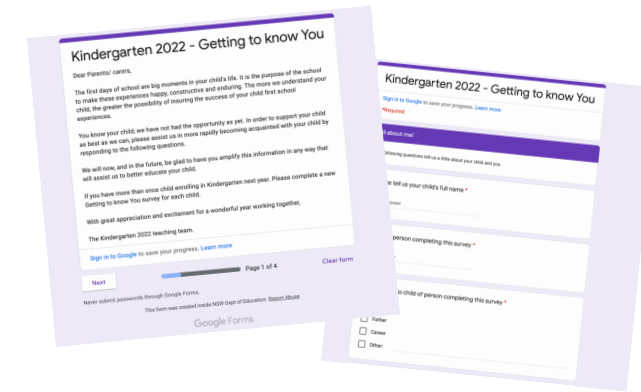 Kindergarten 2022 - Getting to know You
Dear Parents/ carers,
The first days of school are big moments in your child's life. It is the purpose of the school
to make these experiences happy, constructive and enduring. The more we understand your
child, the greater the possibility of insuring the success of your child first school
experiences.
You know your child; we have not had the opportunity as yet. In order to support your child
as best as we can, please assist us in more rapidly becoming acquainted with your child by
responding to the following questions.
We will now, and in the future, be glad to have you amplify this information in any way that
will assist us to better educate your child.
If you have more than once child enrolling in Kindergarten next year. Please complete a new
Getting to know You survey for each child.
With great appreciation and excitement for a wonderful year working together,
The Kindergarten 2022 teaching team.
Sign in to Google to save your progress. Learn more
Next
Page 1 of 4
Clear form
Never submit passwords through Google Forms.
This form was created inside NSW Dept of Education. Report Abuse
Google Forms
Kindergarten 2022 - Getting to know You
Sign in to Google to save your progress. Learn more
*Required
about me!
following questions tell us a little about your child and you.
tell us your child's full name *
person completing this survey *
to child of person completing this survey *
Father
Career
Other: